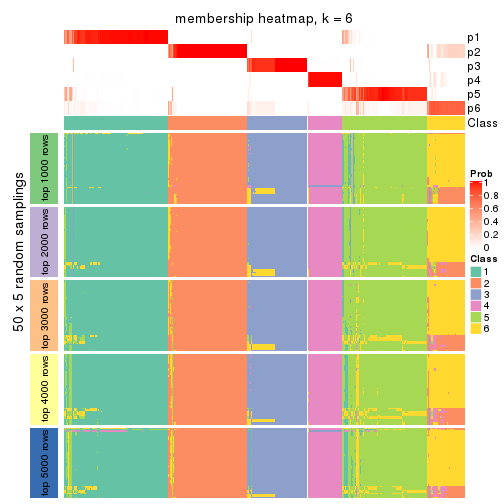 membership heatmap, k = 6
p1
p2
p3
p4
p5
p6
Class
50 x 5 random samplings
top 1000 rows
top 2000 rows
top 3000 rows
top 4000 rows
top 5000 rows
Prob
1
0.8
0.6
0.4
0.2
0
Class
1
2
3
4
5
6